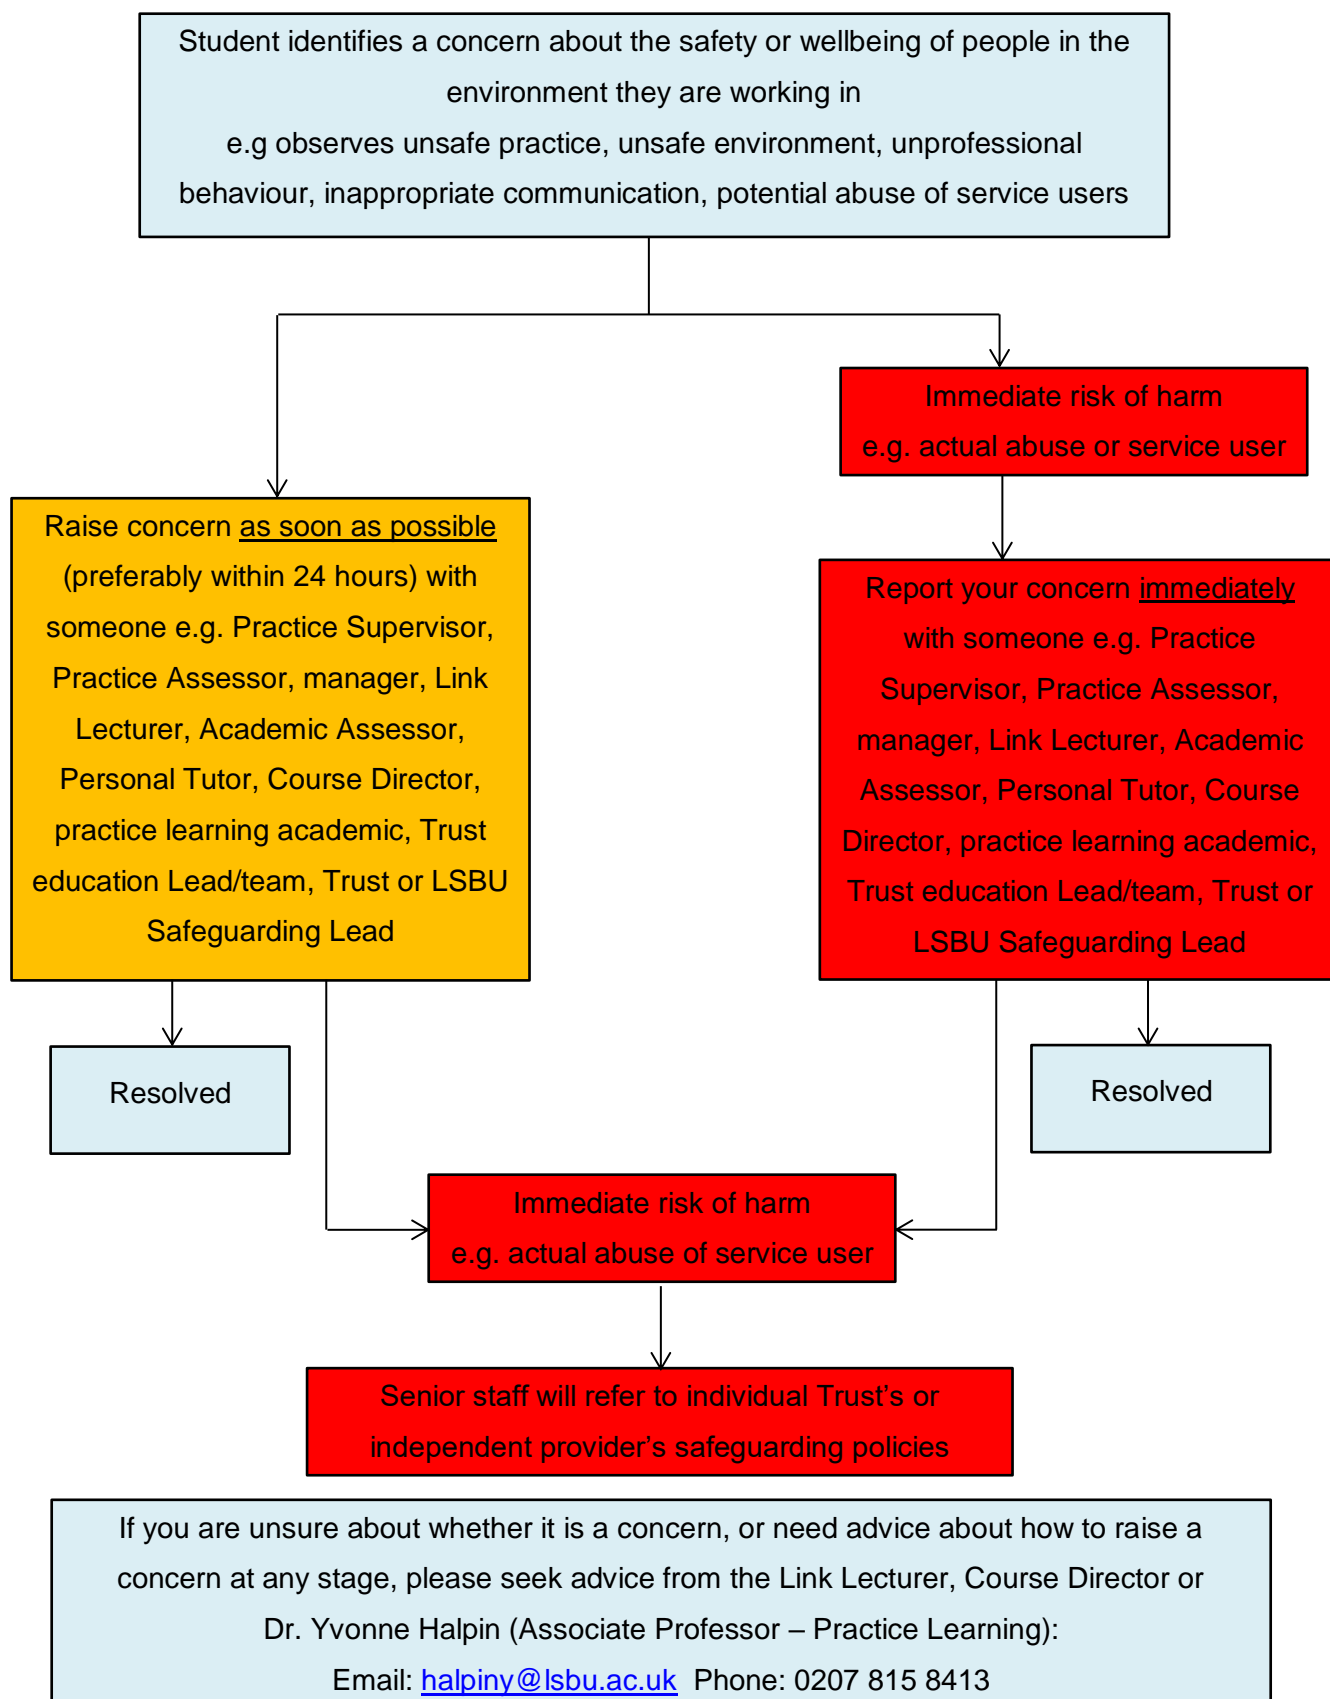 Student identifies a concern about the safety or wellbeing of people in the
environment they are working in
e.g observes unsafe practice, unsafe environment, unprofessional
behaviour, inappropriate communication, potential abuse of service users
Immediate risk of harm
e.g. actual abuse or service user
Raise concern as soon as possible
(preferably within 24 hours) with
someone e.g. Practice Supervisor,
Practice Assessor, manager, Link
Lecturer, Academic Assessor,
Personal Tutor, Course Director,
practice learning academic, Trust
education Lead/team, Trust or LSBU
Safeguarding Lead
Report your concern immediately
with someone e.g. Practice
Supervisor, Practice Assessor,
manager, Link Lecturer, Academic
Assessor, Personal Tutor, Course
Director, practice learning academic,
Trust education Lead/team, Trust or
LSBU Safeguarding Lead
Resolved
Resolved
Immediate risk of harm
e.g. actual abuse of service user
Senior staff will refer to individual Trust’s or
independent provider’s safeguarding policies
If you are unsure about whether it is a concern, or need advice about how to raise a
concern at any stage, please seek advice from the Link Lecturer, Course Director or
Dr. Yvonne Halpin (Associate Professor – Practice Learning):
Email: halpiny@lsbu.ac.uk Phone: 0207 815 8413